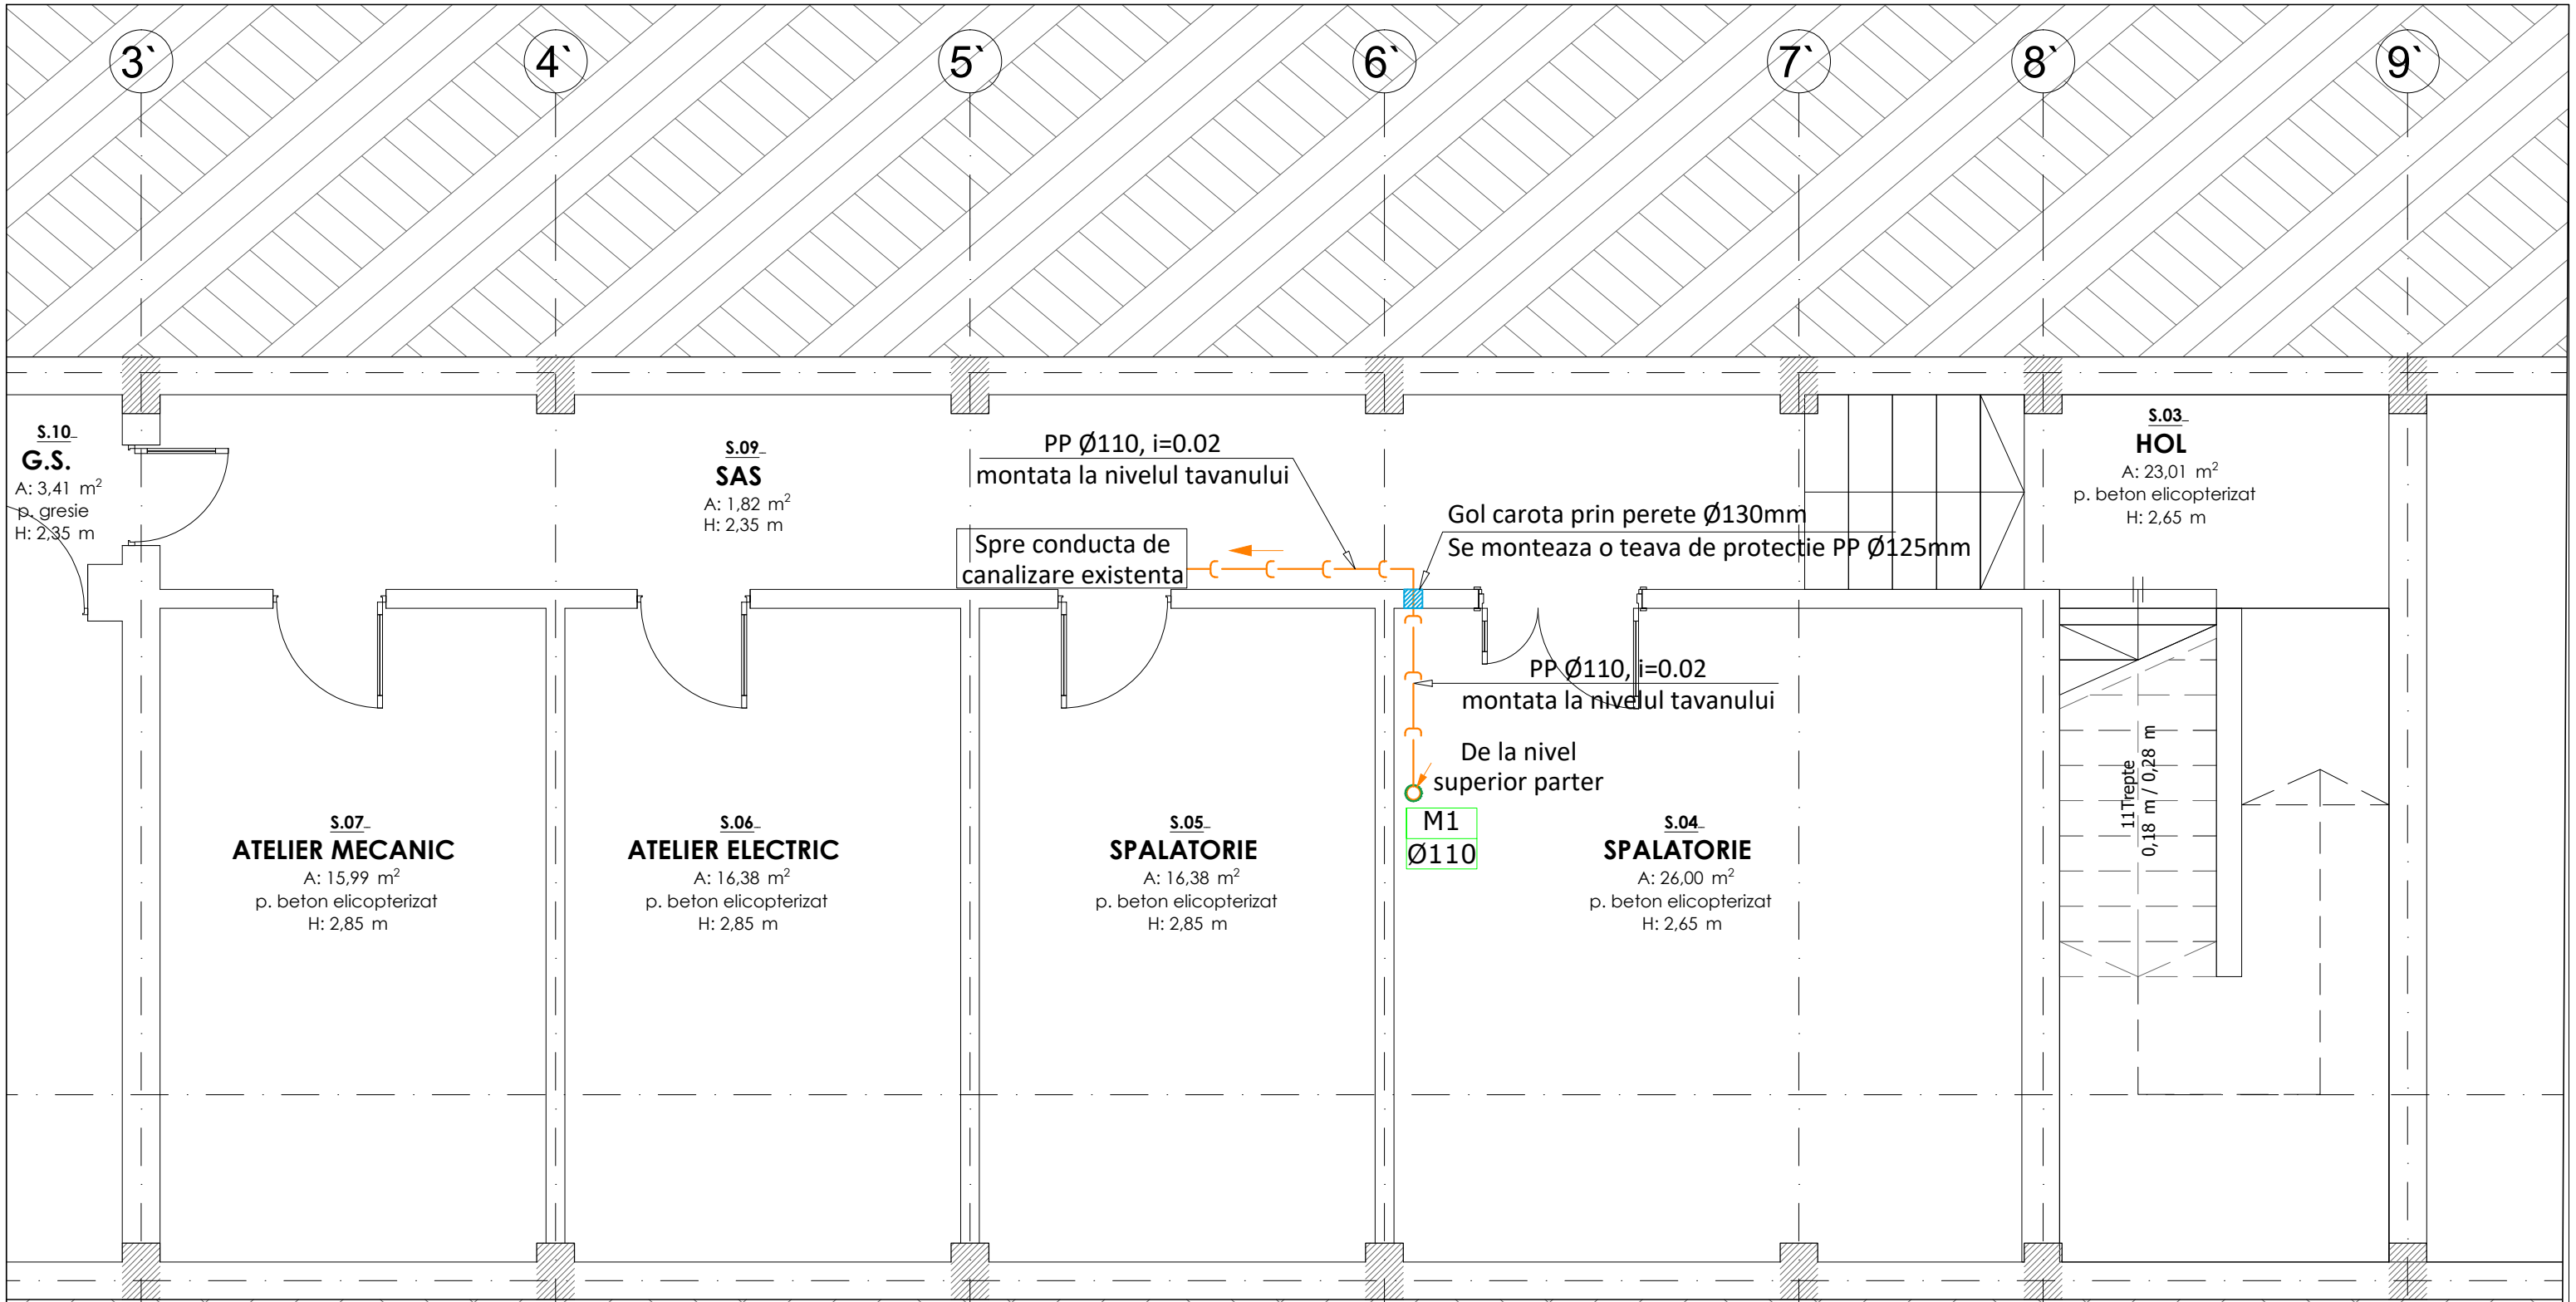 3`
4`
5`
6`
7`
8`
9`
S.10
G.S.
A: 3,41 m²
p. gresie
H: 2,35 m
S.09
SAS
A: 1,82 m²
H: 2,35 m
PP Ø110, i=0.02
montata la nivelul tavanului
Spre conducta de
canalizare existenta
Gol carota prin perete Ø130mm
Se monteaza o teava de protectie PP Ø125mm
S.03
HOL
A: 23,01 m²
p. beton elicopterizat
H: 2,65 m
PP Ø110, i=0.02
montata la nivelul tavanului
De la nivel
superior parter
M1
Ø110
S.07
ATELIER MECANIC
A: 15,99 m²
p. beton elicopterizat
H: 2,85 m
S.06
ATELIER ELECTRIC
A: 16,38 m²
p. beton elicopterizat
H: 2,85 m
S.05
SPALATORIE
A: 16,38 m²
p. beton elicopterizat
H: 2,85 m
S.04
SPALATORIE
A: 26,00 m²
p. beton elicopterizat
H: 2,65 m
11Trepte
0,18 m / 0,28 m